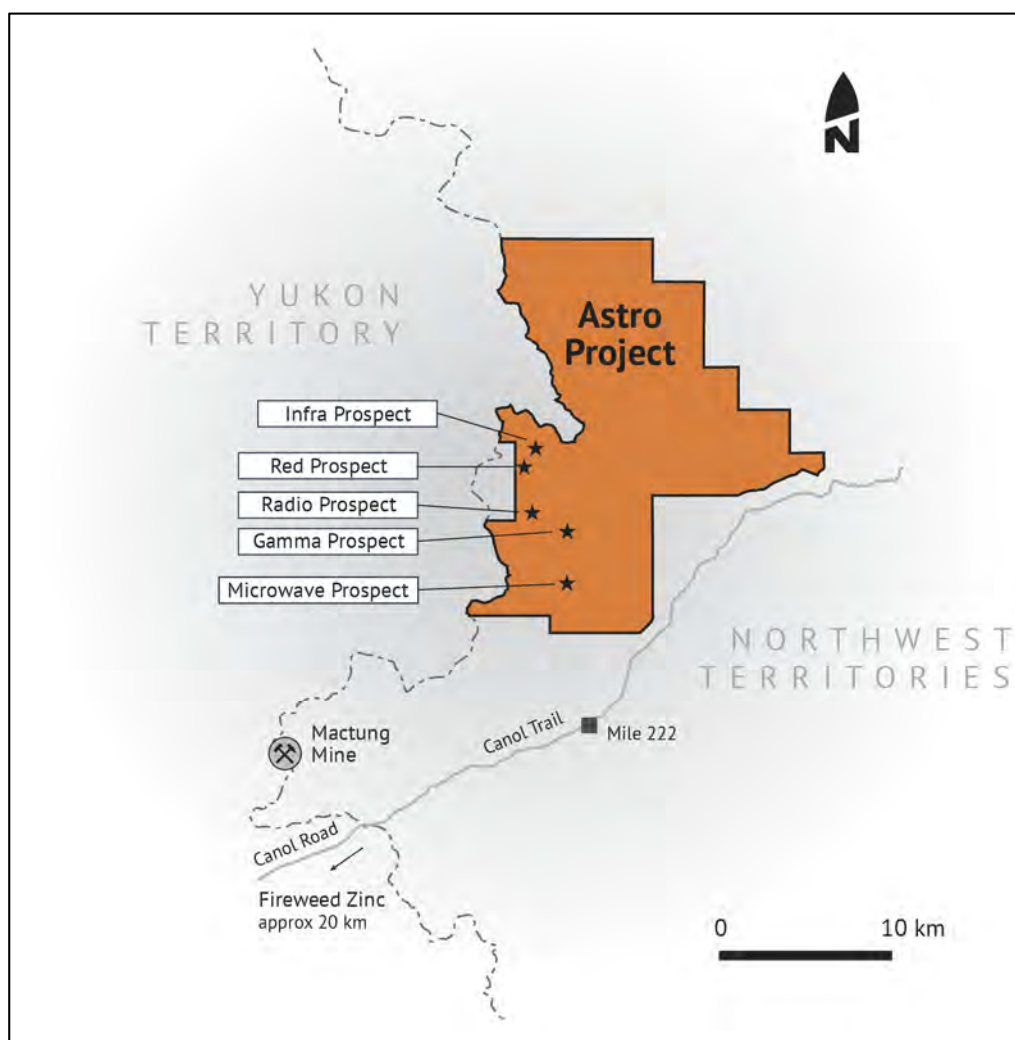 N
YUKON
TERRITORY
Astro
Project
Infra Prospect
Red Prospect
Radio Prospect
Gamma Prospect
Microwave Prospect
NORTHWEST
TERRITORIES
Canol Trail
Mile 222
Mactung
Mine
Canol Road
Fireweed Zinc
approx 20 km
0 10 km